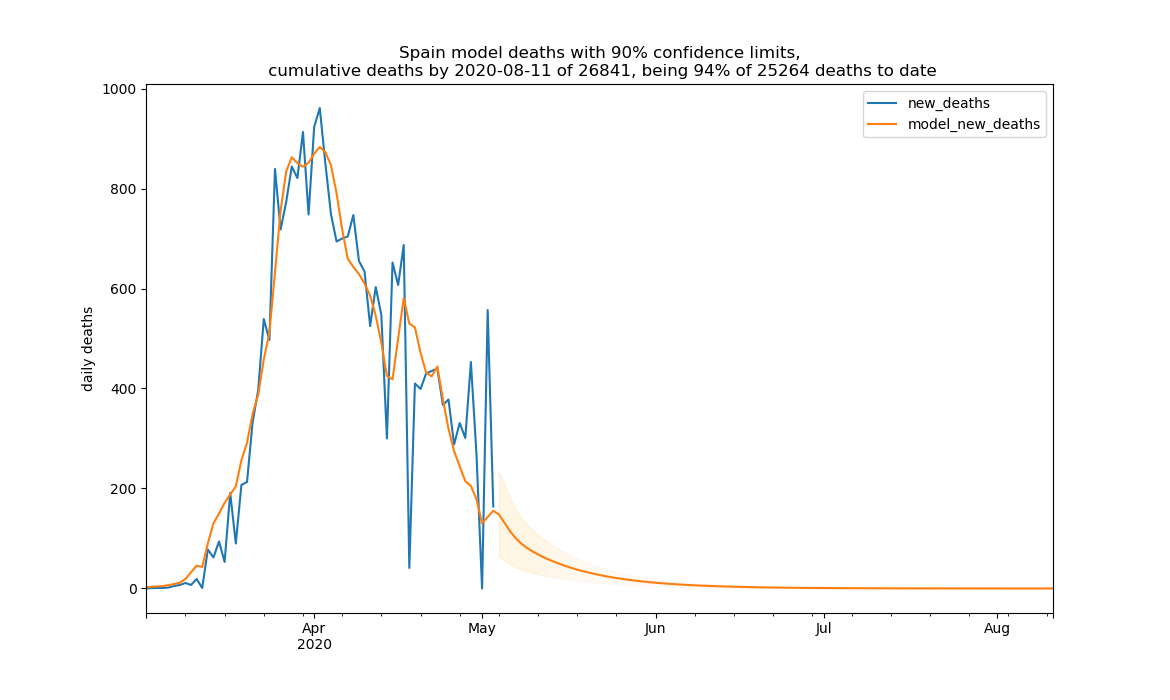 Spain model deaths with 90% confidence limits,
cumulative deaths by 2020-08-11 of 26841, being 94% of 25264 deaths to date
new_deaths
model_new_deaths
daily deaths
1000
800
600
400
200
0
Apr
2020
May
Jun
Jul
Aug